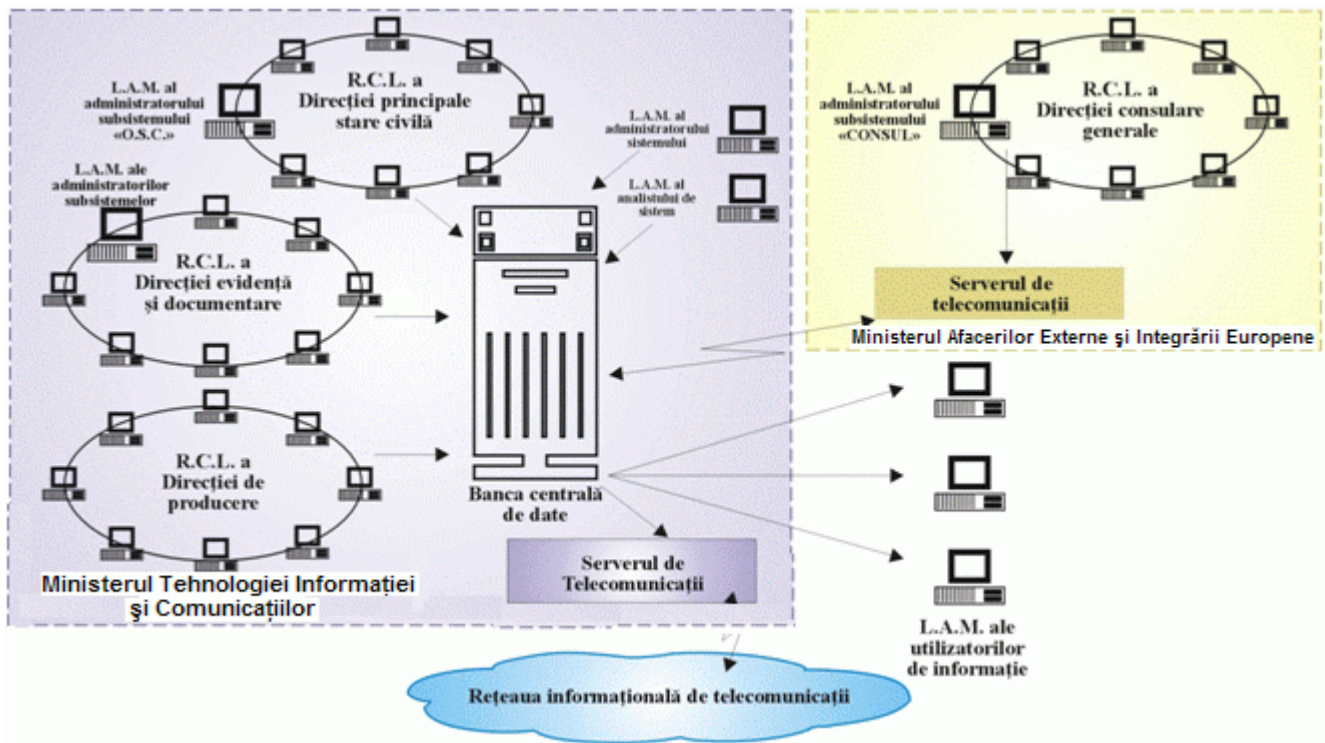 L.A.M. al
administratorului
subsistemului
«O.S.C.»
R.C.L. a
Direcției principale
stare civilă
L.A.M. al
administratorului
sistemului
L.A.M. al
analistului de
sistem
L.A.M. ale
administratorilor
subsistemelor
R.C.L. a
Direcției evidență
și documentare
R.C.L. a
Direcției de
producere
Banca centrală
de date
Serverul de
Telecomunicații
Ministerul Tehnologiei Informației
şi Comunicațiilor
L.A.M. al
administratorului
subsistemului
«CONSUL»
R.C.L. a
Direcției consulare
generale
Serverul de
telecomunicații
Ministerul Afacerilor Externe şi Integrării Europene
L.A.M. ale
utilizatorilor
de informație
Rețeaua informațională de telecomunicații